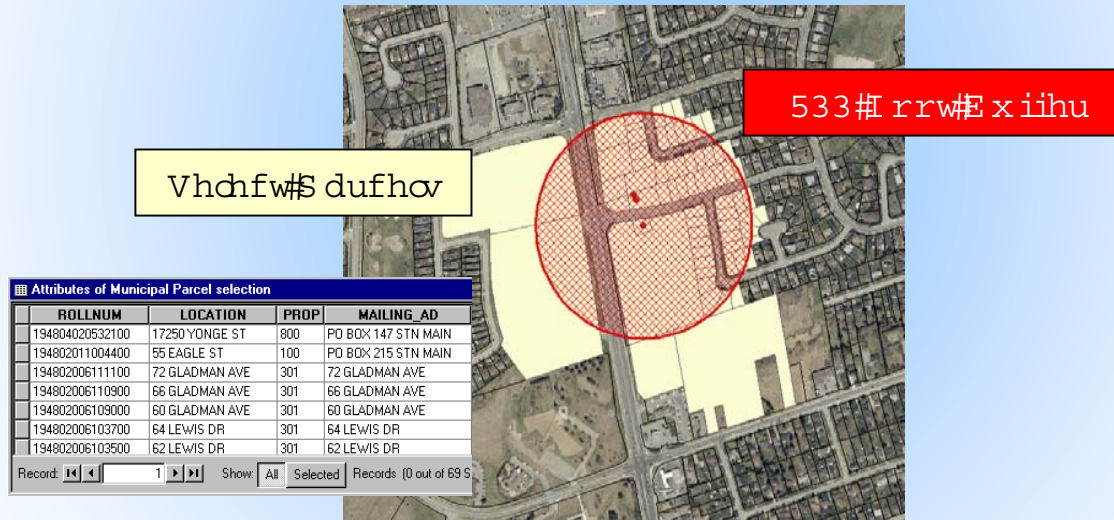 533#Irrw#Exiihu
Vhohfw#Sdufhov
Attributes of Municipal Parcel selection
ROLLNUM LOCATION PROP MAILING_AD
194804020532100 17250 YONGE ST 800 PO BOX 147 STN MAIN
194802011004400 55 EAGLE ST 100 PO BOX 215 STN MAIN
194802006111100 72 GLADMAN AVE 301 72 GLADMAN AVE
194802006110900 66 GLADMAN AVE 301 66 GLADMAN AVE
194802006109000 60 GLADMAN AVE 301 60 GLADMAN AVE
194802006103700 64 LEWIS DR 301 64 LEWIS DR
194802006103500 62 LEWIS DR 301 62 LEWIS DR
Record: 1 Show: All Selected Records (0 out of 69 S